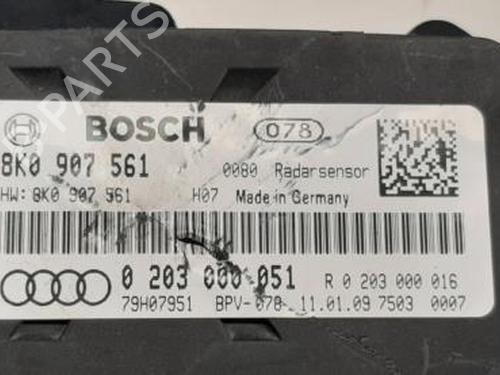 BOSCH 078
8K0 907 561 0080 Radarsensor
HW: 8K0 907 561 H07 Made in Germany
0 203 000 051 R 0 203 000 016
79H07951 BPV-078 11.01.09 7503 0007
B-PARTS